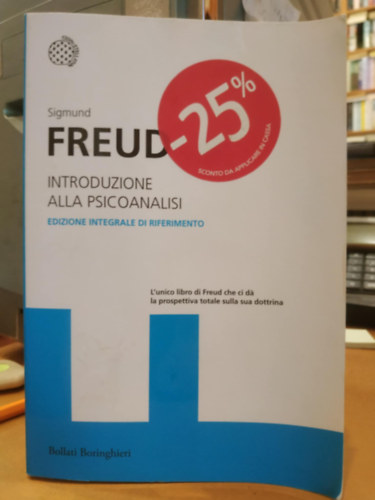 Sigmund
FREUD
-25%
SCONTO DA APPLICARE IN CASSA
INTRODUZIONE
ALLA PSICOANALISI
EDIZIONE INTEGRALE DI RIFERIMENTO
L'unico libro di Freud che ci dà
la prospettiva totale sulla sua dottrina
Bollati Boringhieri